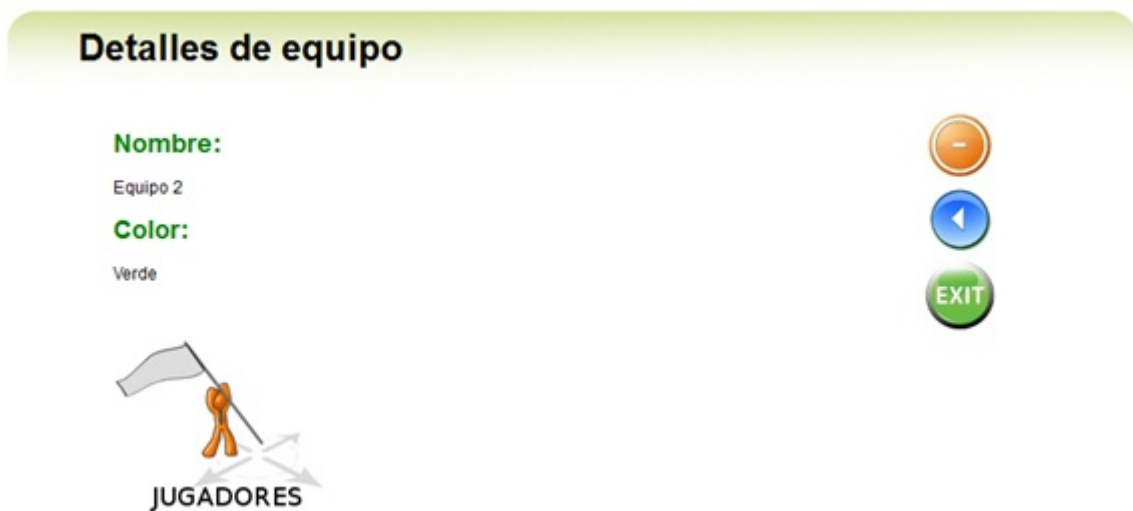 Detalles de equipo
Nombre:
Equipo 2
Color:
Verde
EXIT
JUGADORES